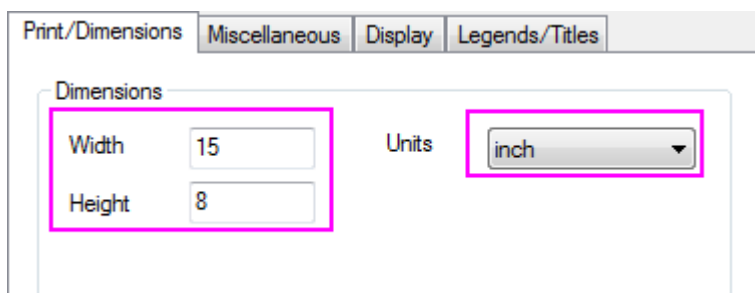 Print/Dimensions Miscellaneous Display Legends/Titles
Dimensions
Width 15 Units inch
Height 8